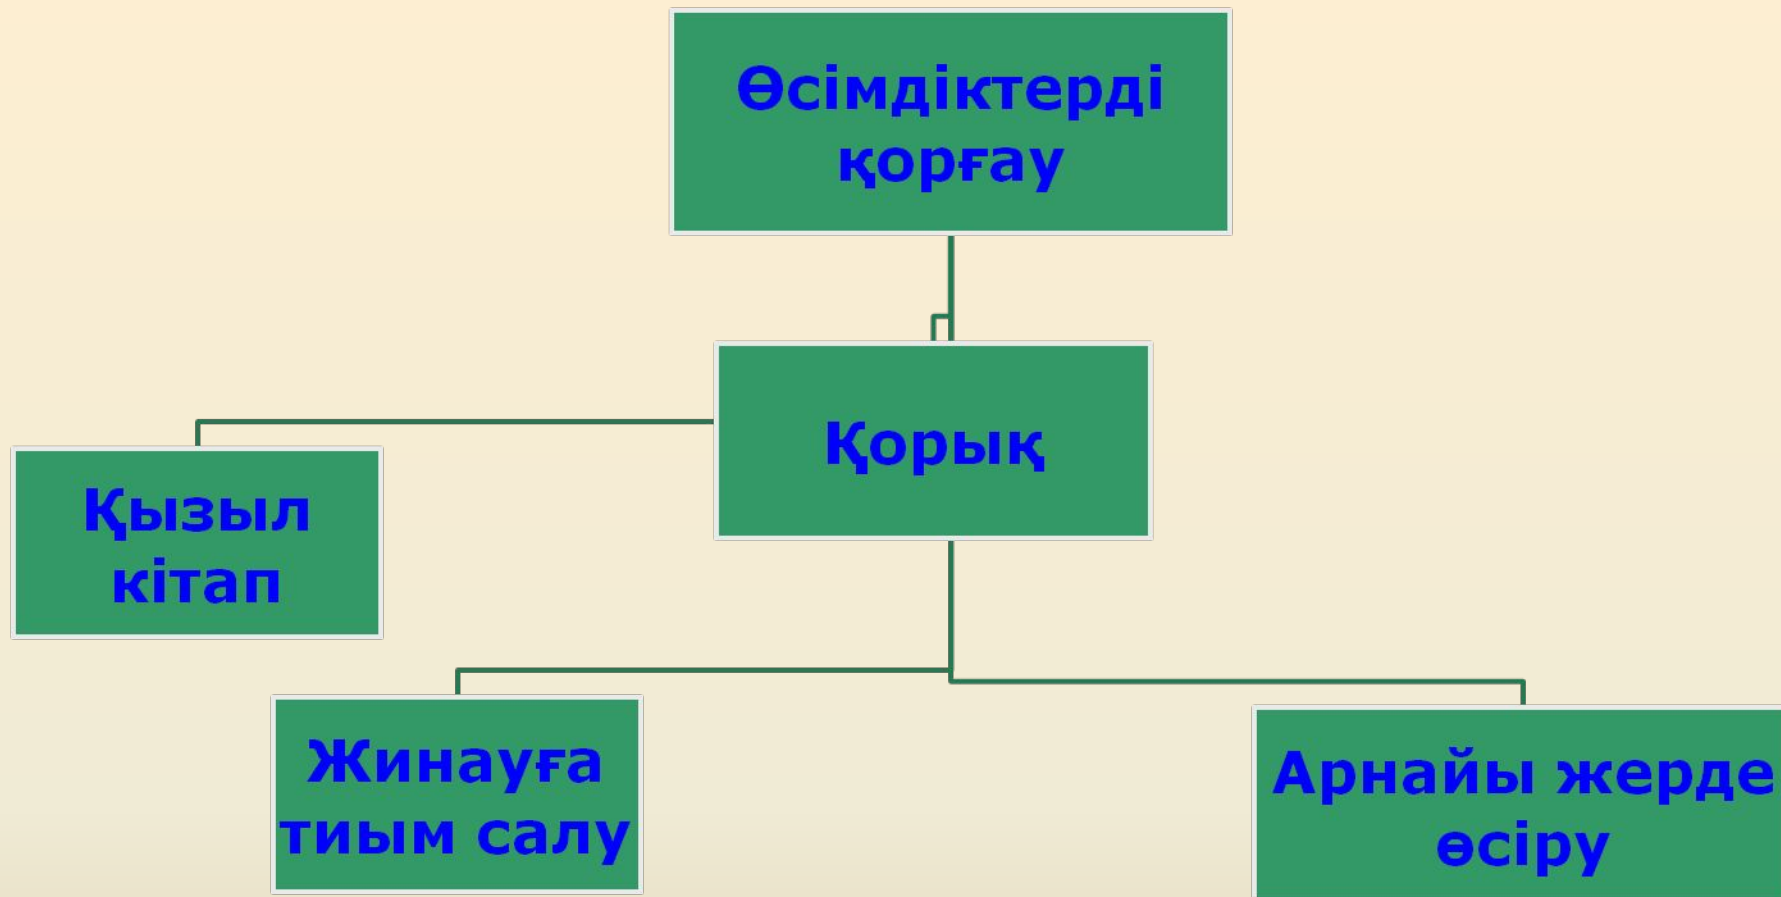 Өсімдіктерді
қорғау
Қорық
Қызыл
кітап
Жинауға
тиым салу
Арнайы жерде
өсіру